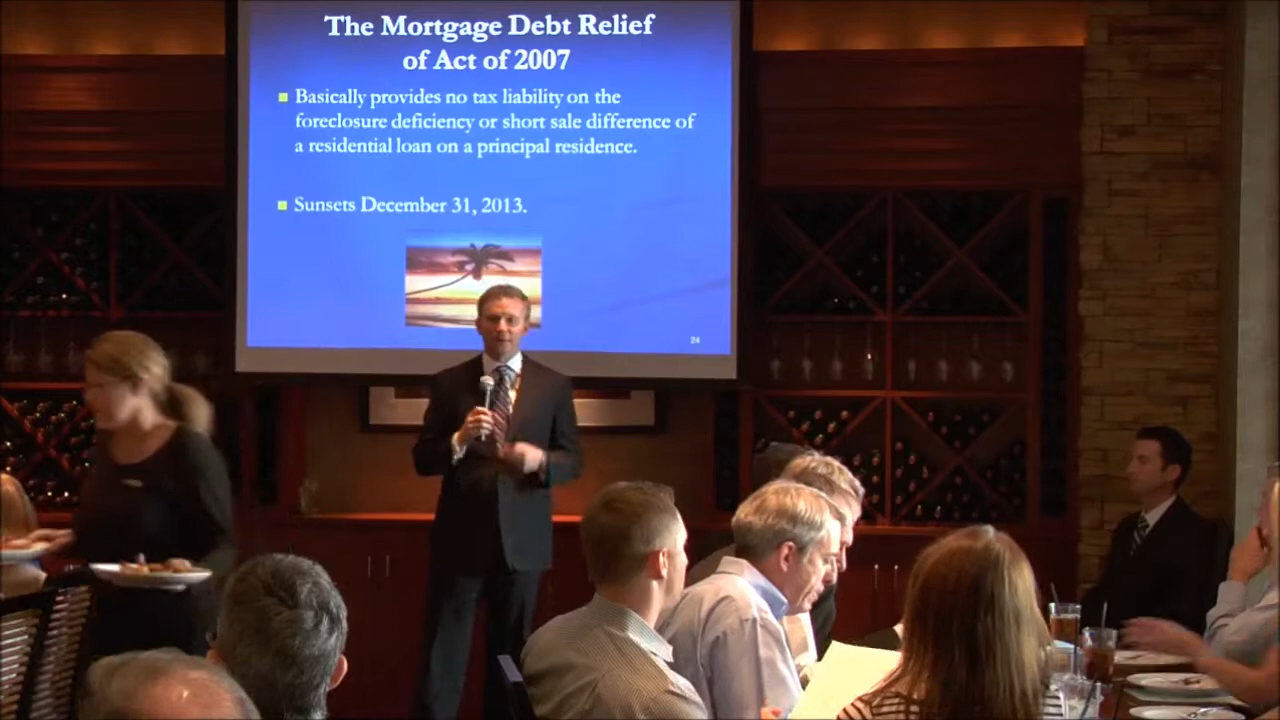 The Mortgage Debt Relief
of Act of 2007
Basically provides no tax liability on the
foreclosure deficiency or short sale difference of
a residential loan on a principal residence.
Sunsets December 31, 2013.
24